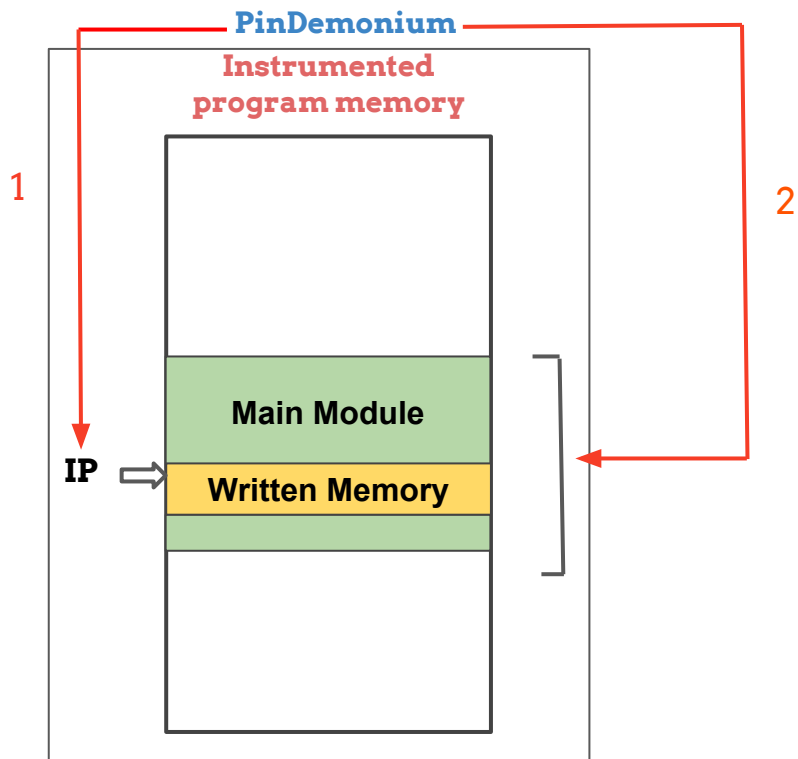 PinDemonium
Instrumented
program memory
1
2
Main Module
IP
Written Memory